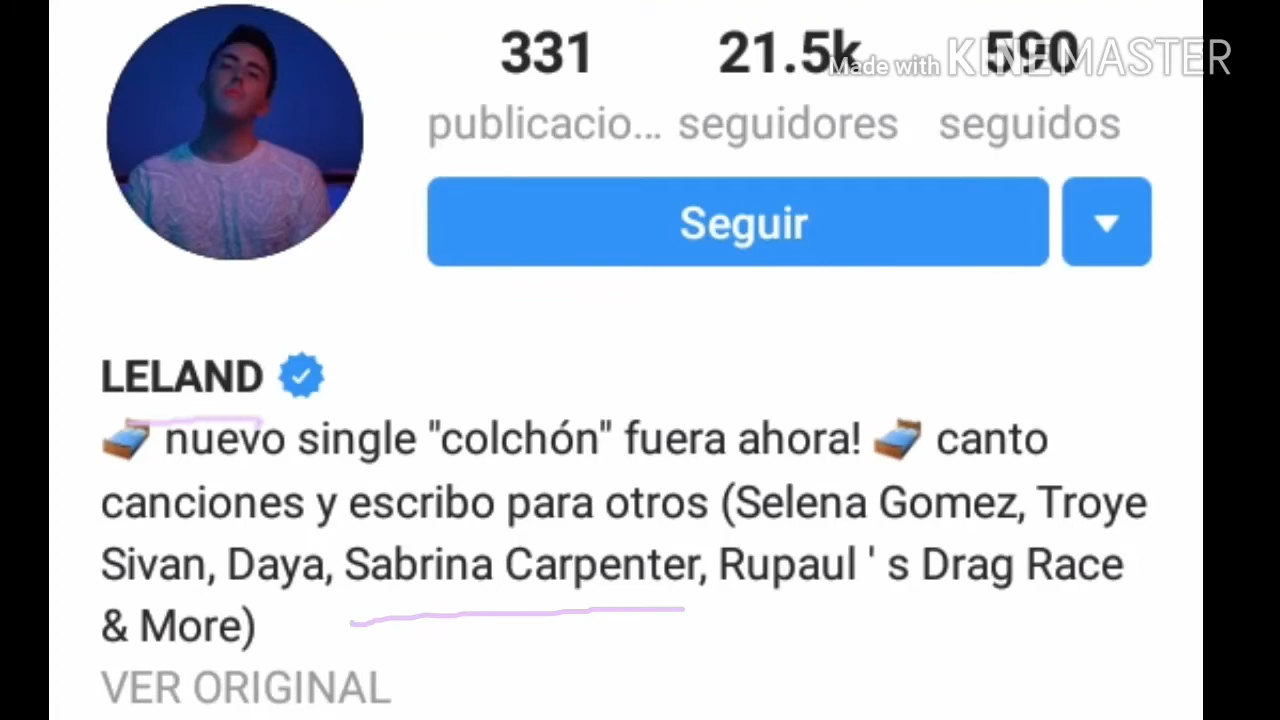 331 21.5k 590
Made with KINEMASTER
publicacio... seguidores seguidos
Seguir
LELAND
nuevo single "colchón" fuera ahora! canto
canciones y escribo para otros (Selena Gomez, Troye
Sivan, Daya, Sabrina Carpenter, Rupaul ' s Drag Race
& More)
VER ORIGINAL